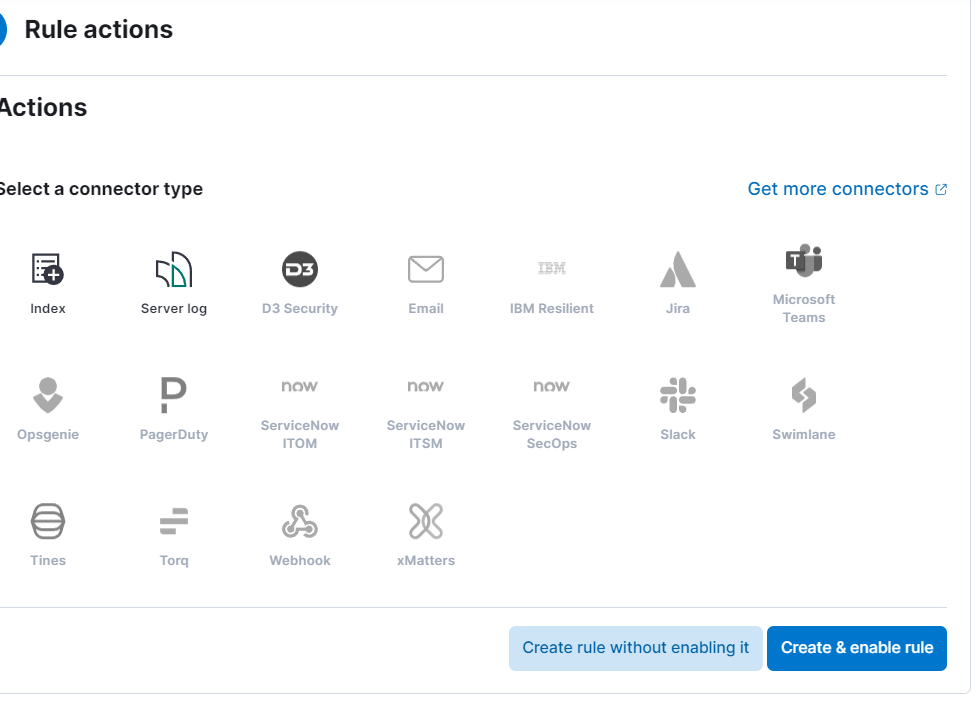 Rule actions
Actions
Select a connector type
Get more connectors
Index
Server log
D3
D3 Security
Email
IBM
IBM Resilient
Jira
T
Microsoft
Teams
Opsgenie
P
PagerDuty
now
ServiceNow
ITOM
now
ServiceNow
ITSM
now
ServiceNow
SecOps
Slack
Swimlane
Tines
Torq
Webhook
xMatters
Create rule without enabling it
Create & enable rule